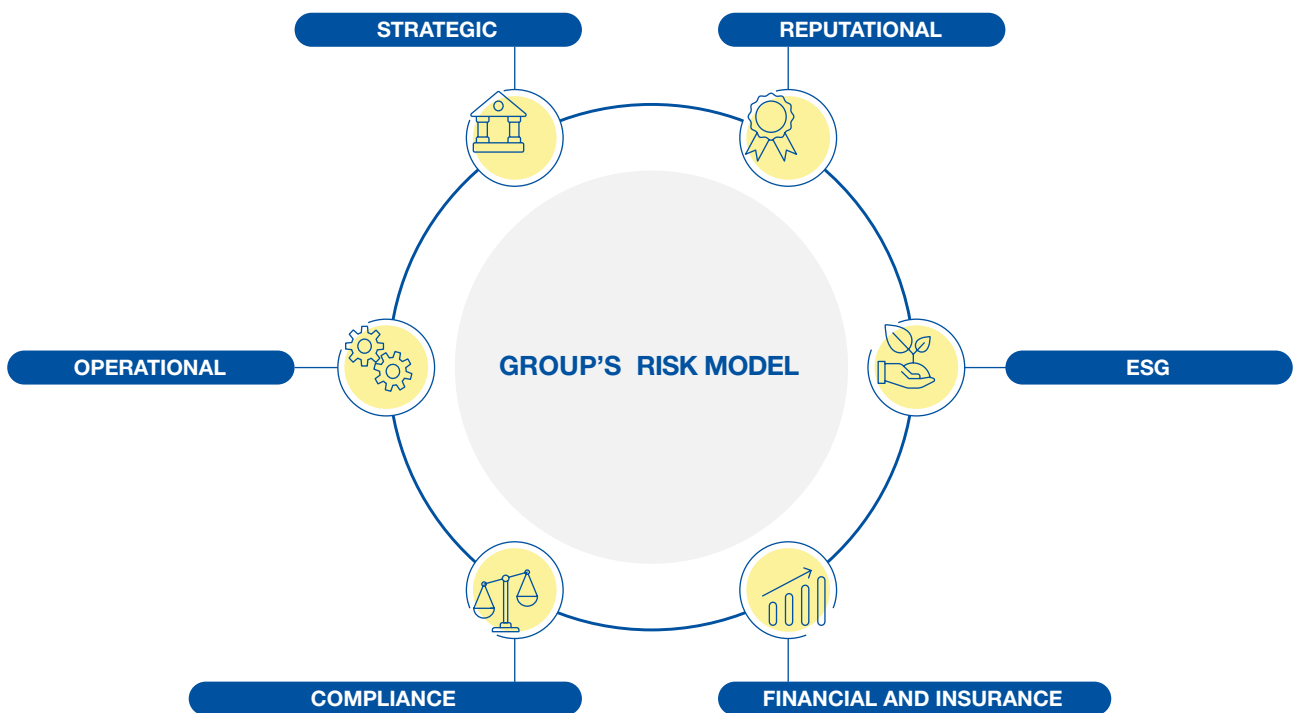 STRATEGIC
REPUTATIONAL
OPERATIONAL
GROUP'S RISK MODEL
ESG
COMPLIANCE
FINANCIAL AND INSURANCE